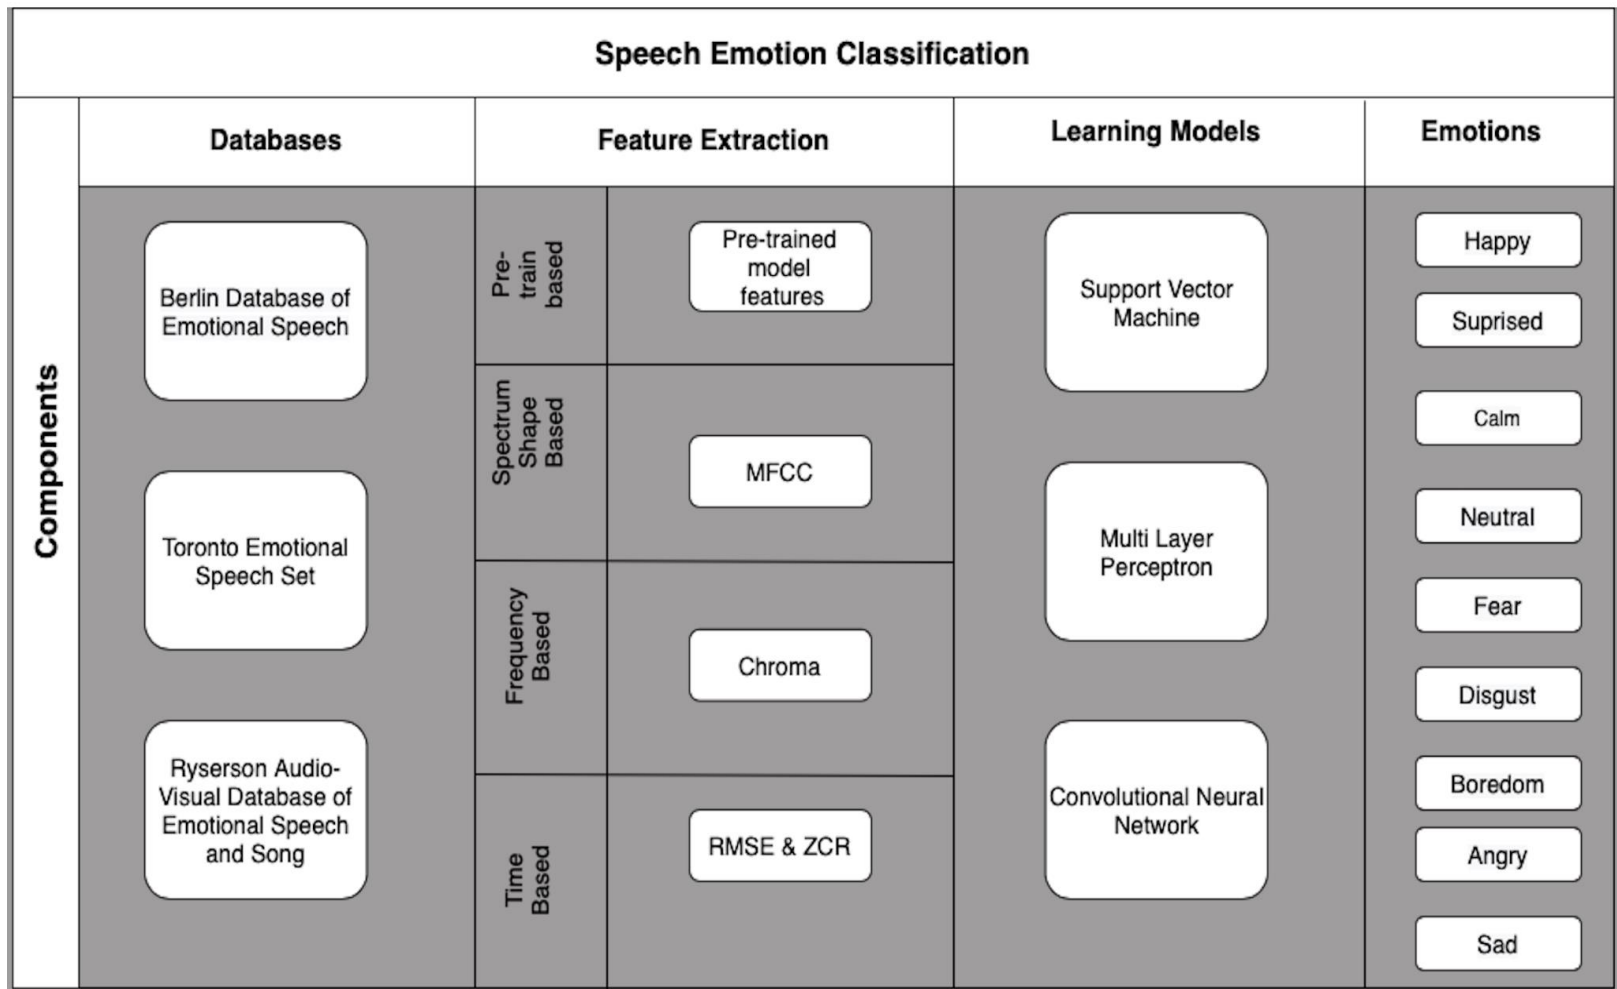 Speech Emotion Classification
Components
Databases
Feature Extraction
Learning Models
Emotions
Berlin Database of
Emotional Speech
Toronto Emotional
Speech Set
Ryserson Audio-
Visual Database of
Emotional Speech
and Song
Pre-
train
based
Pre-trained
model
features
Spectrum
Shape
Based
MFCC
Frequency
Based
Chroma
Time
Based
RMSE & ZCR
Support Vector
Machine
Multi Layer
Perceptron
Convolutional Neural
Network
Happy
Suprised
Calm
Neutral
Fear
Disgust
Boredom
Angry
Sad